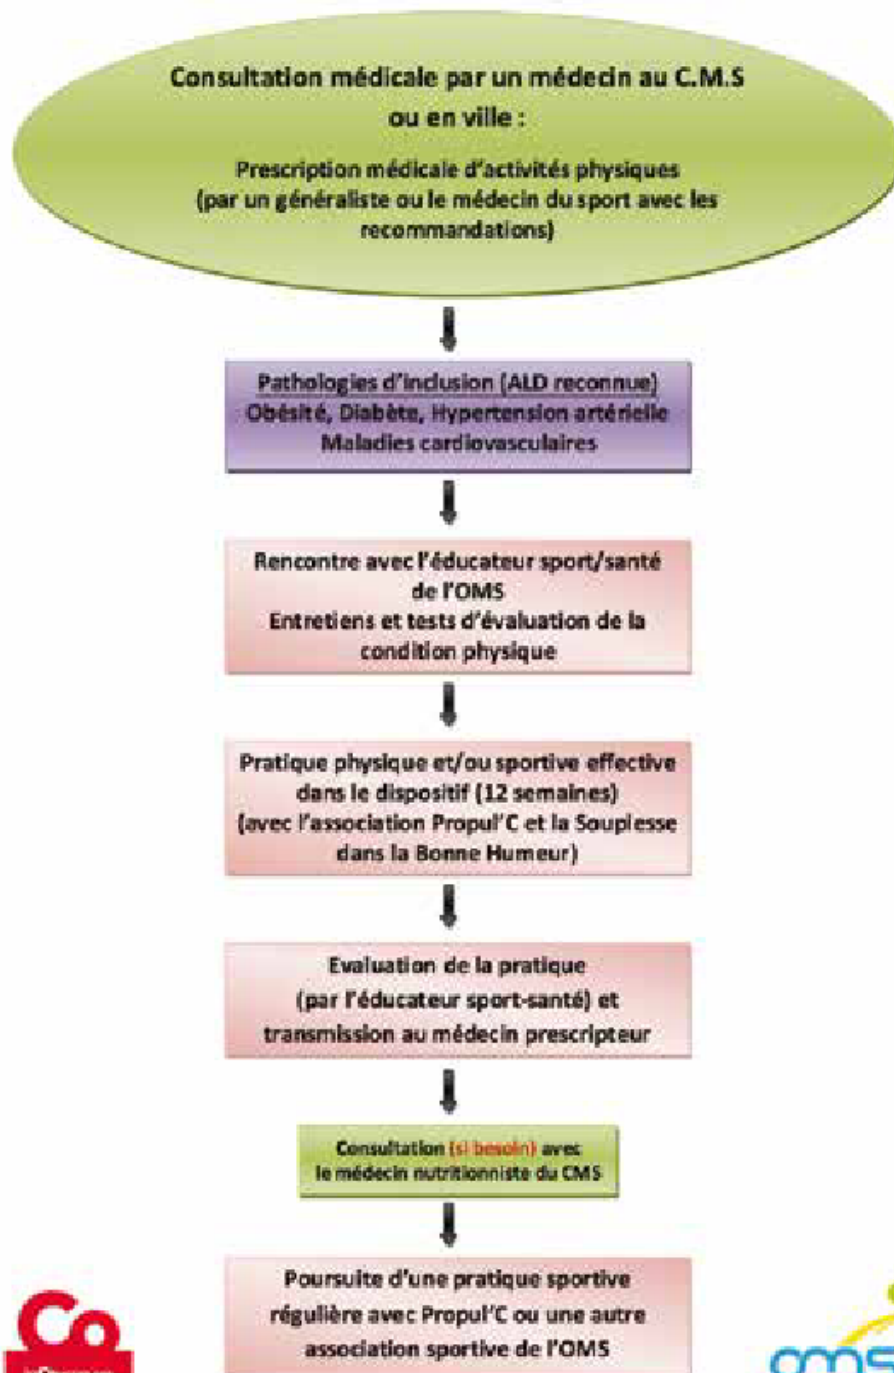 Consultation médicale par un médecin au C.M.S
ou en ville :
Prescription médicale d'activités physiques
(par un généraliste ou le médecin du sport avec les
recommandations)
Pathologies d'inclusion (ALD reconnue)
Obésité, Diabète, Hypertension artérielle
Maladies cardiovasculaires
Rencontre avec l'éducateur sport/santé
de l'OMS
Entretiens et tests d'évaluation de la
condition physique
Pratique physique et/ou sportive effective
dans le dispositif (12 semaines)
(avec l'association Propul'C et la Souplesse
dans la Bonne Humeur)
Evaluation de la pratique
(par l'éducateur sport-santé) et
transmission au médecin prescripteur
Consultation (si besoin) avec
le médecin nutritionniste du CMS
Poursuite d'une pratique sportive
régulière avec Propul'C ou une autre
association sportive de l'OMS
Co
oms